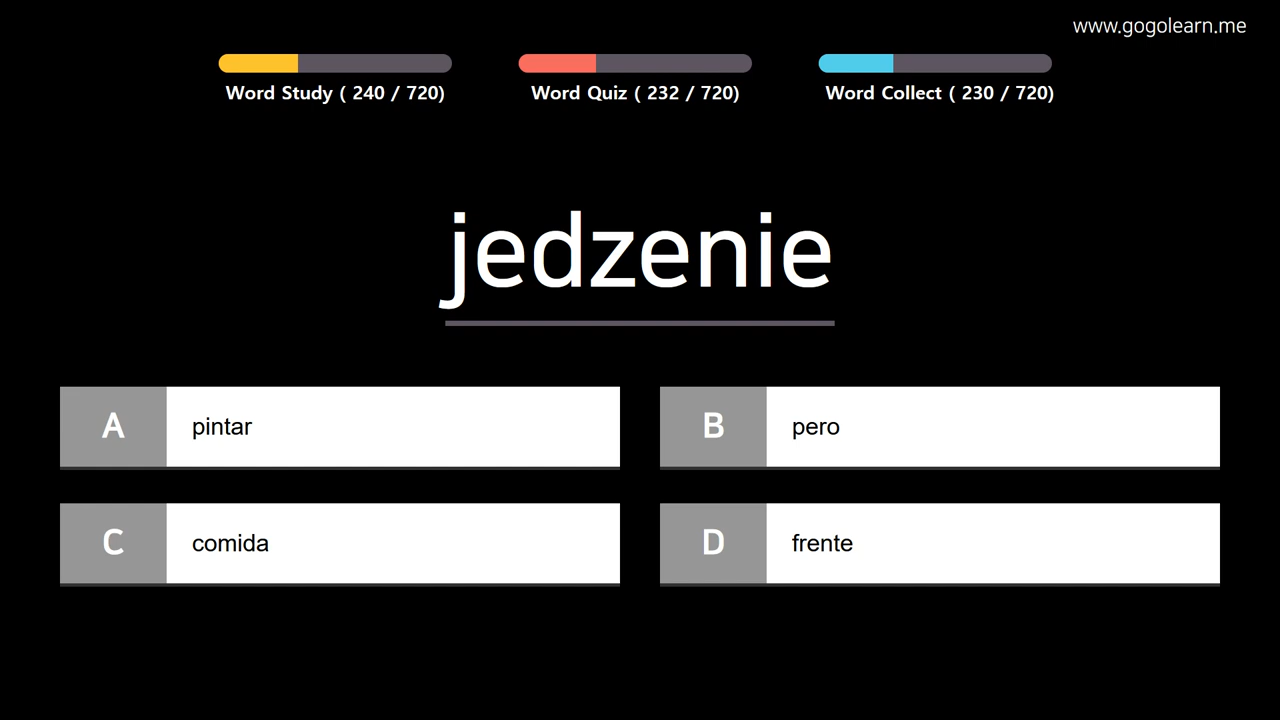 www.gogolearn.me
Word Study ( 240 / 720)
Word Quiz ( 232 / 720)
Word Collect ( 230 / 720)
jedzenie
A pintar
B pero
C comida
D frente